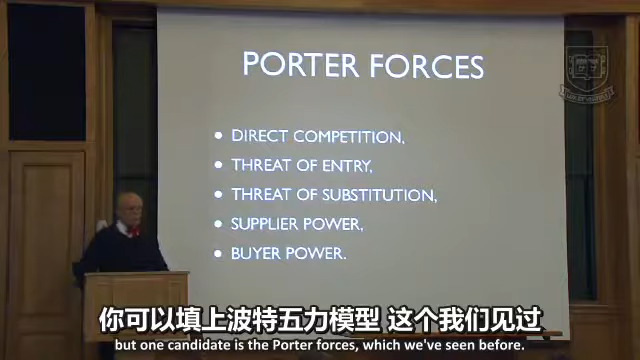 PORTER FORCES
• DIRECT COMPETITION,
• THREAT OF ENTRY,
• THREAT OF SUBSTITUTION,
• SUPPLIER POWER,
• BUYER POWER.
你可以填上波特五力模型 这个我们见过
but one candidate is the Porter forces, which we've seen before.